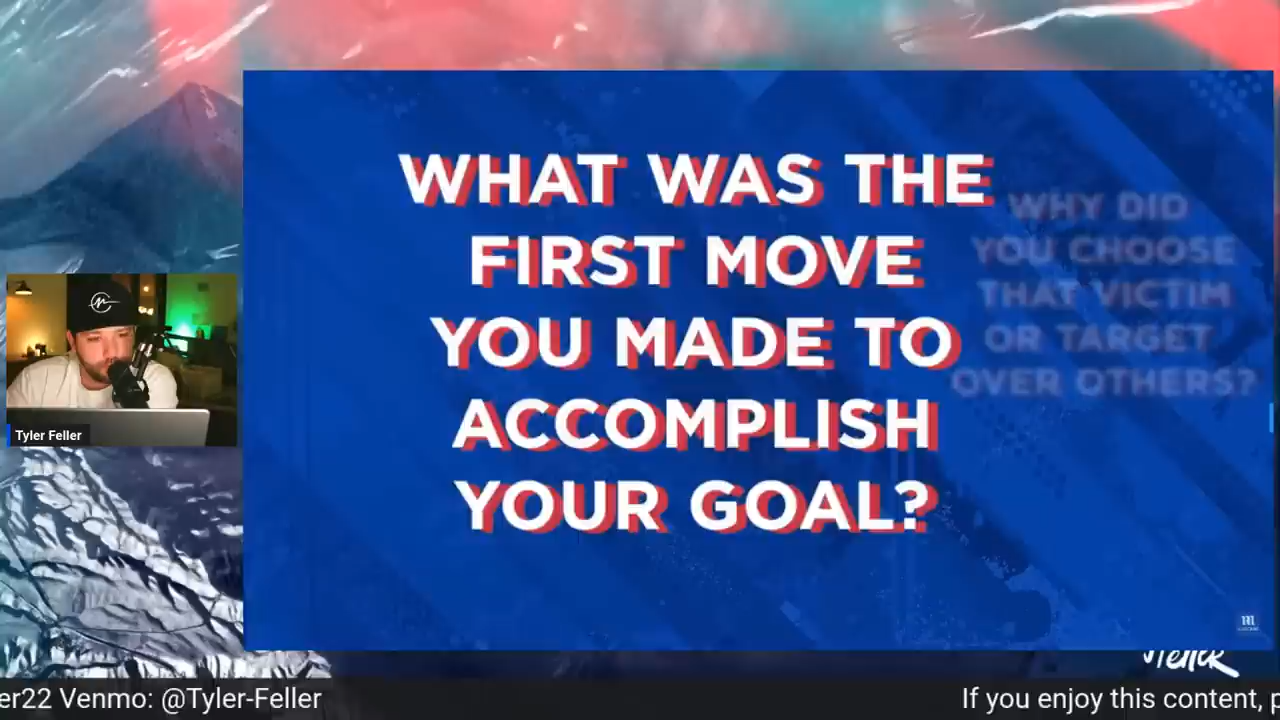 WHAT WAS THE
FIRST MOVE
YOU MADE TO
ACCOMPLISH
YOUR GOAL?
WHY DID
YOU CHOOSE
THAT VICTIM
OR TARGET
OVER OTHERS?
Tyler Feller
er22 Venmo: @Tyler-Feller
If you enjoy this content, p